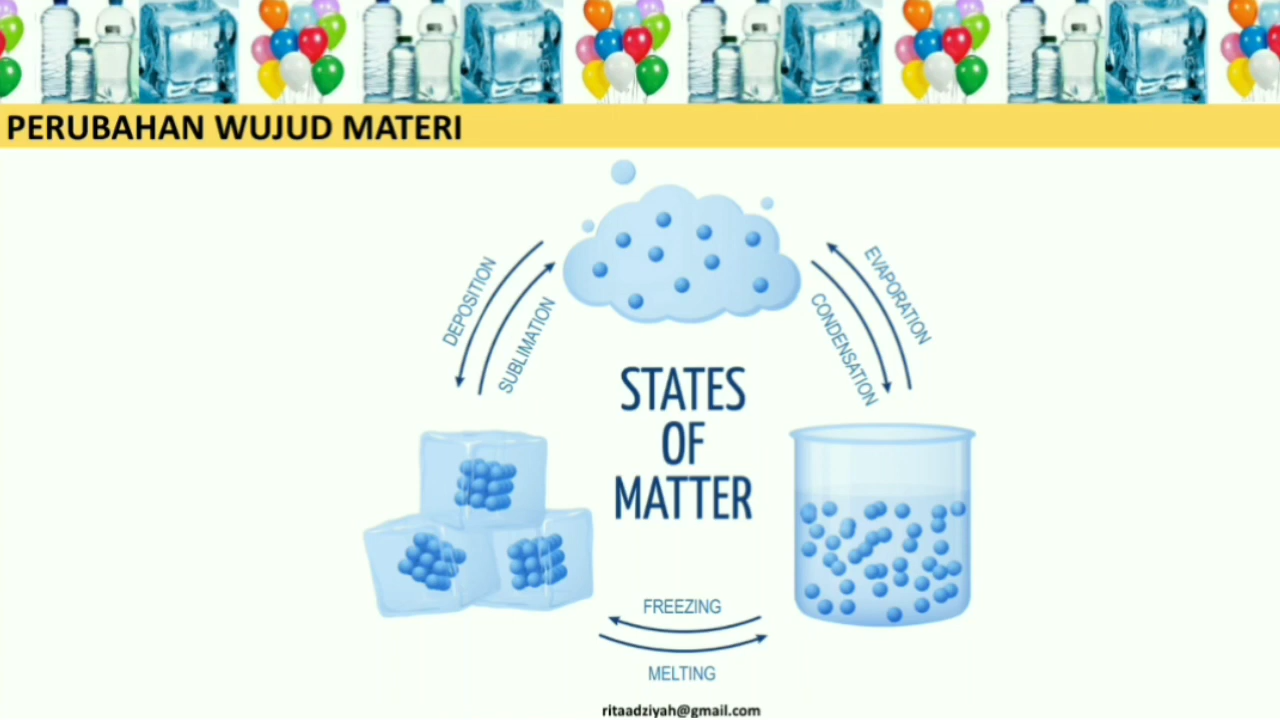 PERUBAHAN WUJUD MATERI
DEPOSITION
SUBLIMATION
EVAPORATION
CONDENSATION
STATES
OF
MATTER
FREEZING
MELTING
ritaadziyah@gmail.com